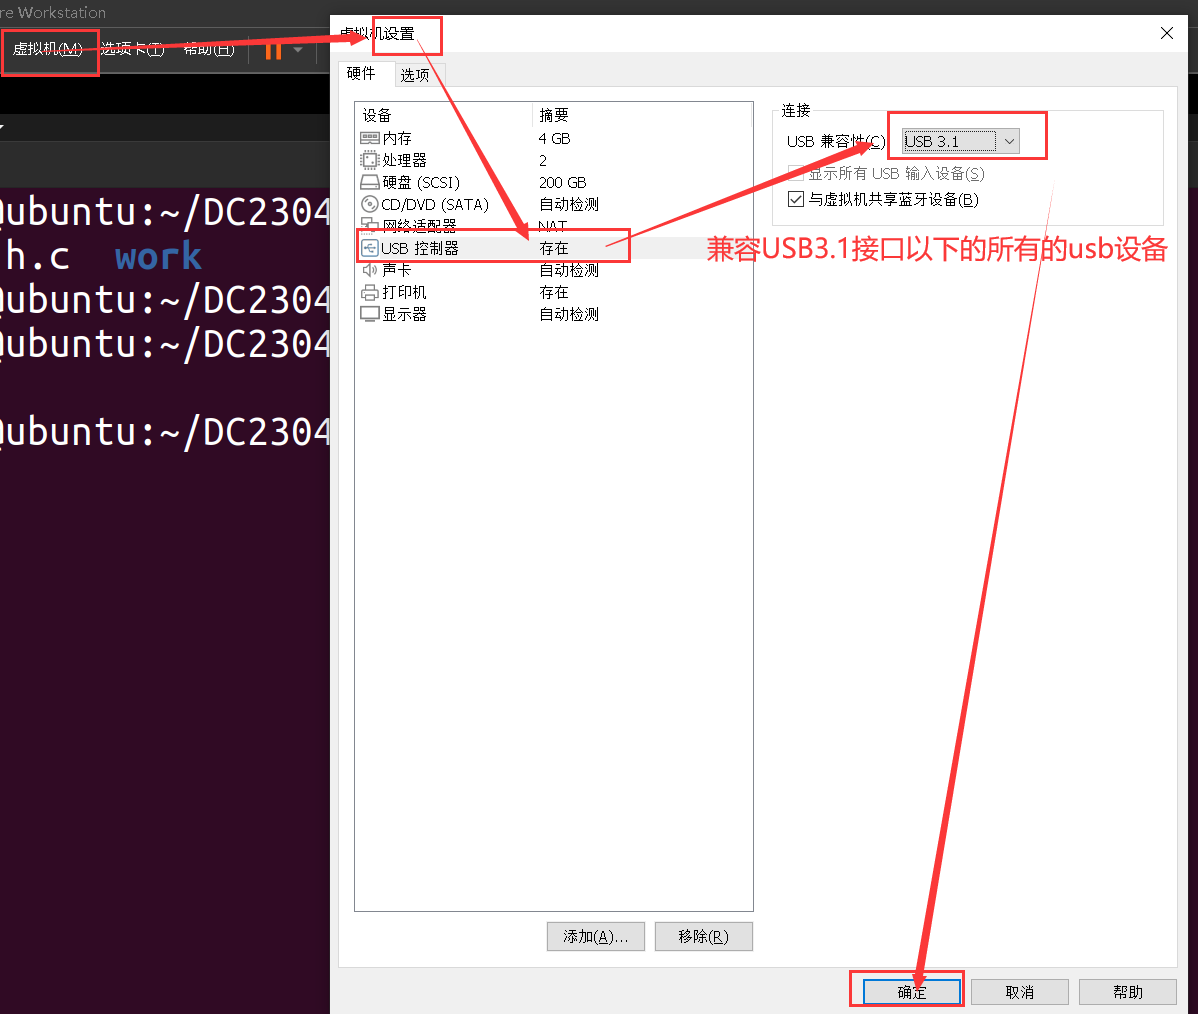 re Workstation
虚拟机(M) 选项卡(T) 帮助(H)
虚拟机设置
硬件 选项
设备 摘要
内存 4 GB
处理器 2
硬盘 (SCSI) 200 GB
CD/DVD (SATA) 自动检测
网络适配器 NAT
USB 控制器 存在
声卡 自动检测
打印机 存在
显示器 自动检测
添加(A)... 移除(R)
连接
USB 兼容性(C) USB 3.1
显示所有 USB 输入设备(S)
与虚拟机共享蓝牙设备(B)
兼容USB3.1接口以下的所有的usb设备
确定 取消 帮助
@ubuntu:~/DC2304
h.c work
@ubuntu:~/DC2304
@ubuntu:~/DC2304
@ubuntu:~/DC2304